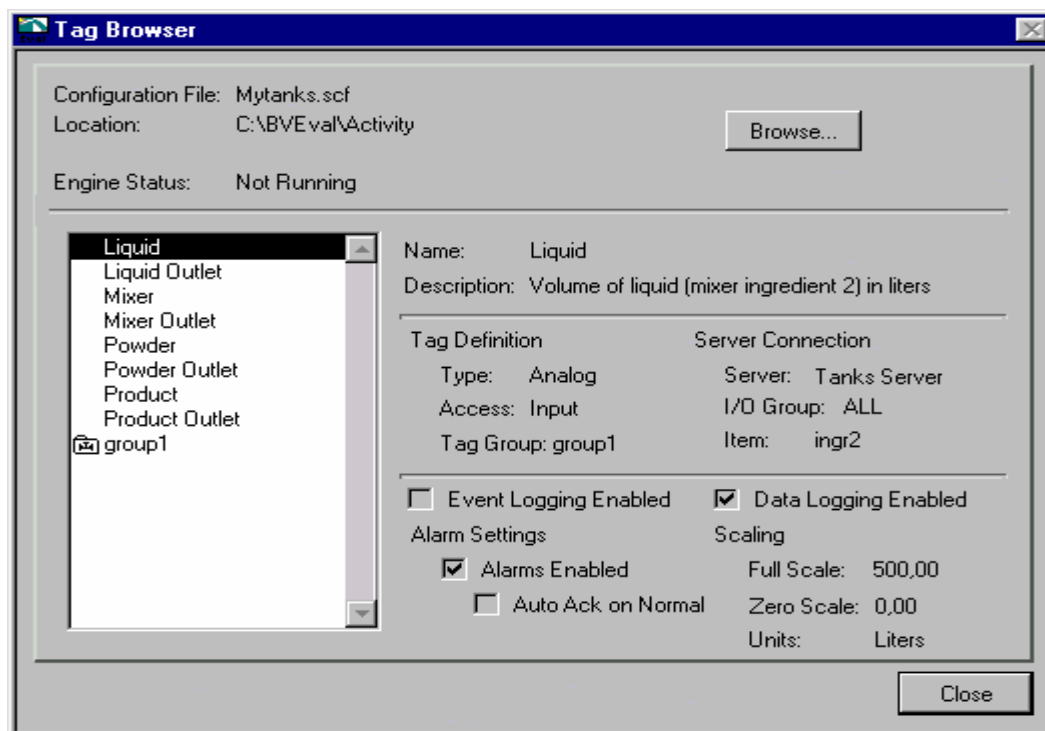 Tag Browser
Configuration File: Mytanks.scf
Location: C:\BVEval\Activity
Browse...
Engine Status: Not Running
Liquid
Liquid Outlet
Mixer
Mixer Outlet
Powder
Powder Outlet
Product
Product Outlet
group1
Name: Liquid
Description: Volume of liquid (mixer ingredient 2) in liters
Tag Definition
Type: Analog
Access: Input
Tag Group: group1
Server Connection
Server: Tanks Server
I/O Group: ALL
Item: ingr2
Event Logging Enabled
Data Logging Enabled
Alarm Settings
Alarms Enabled
Auto Ack on Normal
Scaling
Full Scale: 500,00
Zero Scale: 0,00
Units: Liters
Close